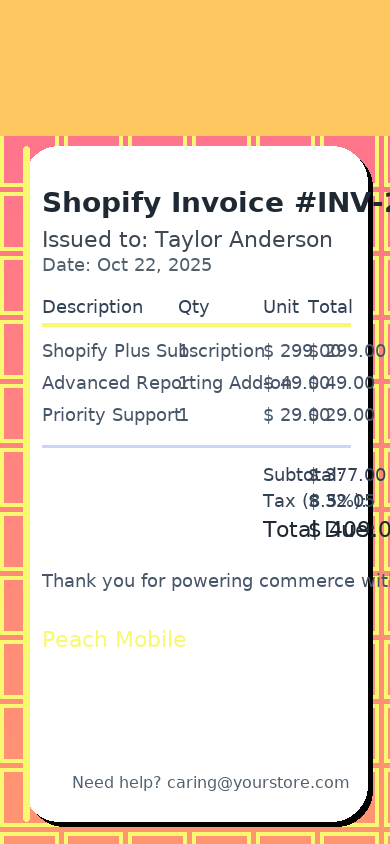 Shopify Invoice #INV-2
Issued to: Taylor Anderson
Date: Oct 22, 2025
Description Qty Unit Total
Shopify Plus Subscription 1 $ 299.00 $ 299.00
Advanced Reporting Add-on 1 $ 49.00 $ 49.00
Priority Support 1 $ 29.00 $ 29.00
Subtotal: $ 377.00
Tax (8.5%): $ 32.05
Total Due: $ 409.0
Thank you for powering commerce wit
Peach Mobile
Need help? caring@yourstore.com